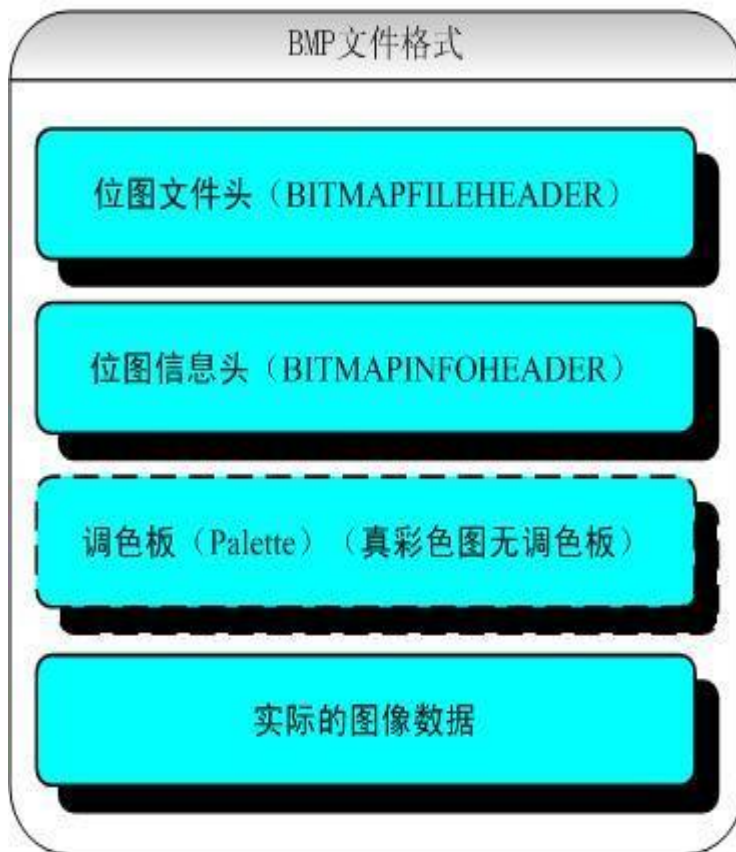 BMP文件格式
位图文件头（BITMAPFILEHEADER）
位图信息头（BITMAPINFOHEADER）
调色板（Palette）（真彩色图无调色板）
实际的图像数据